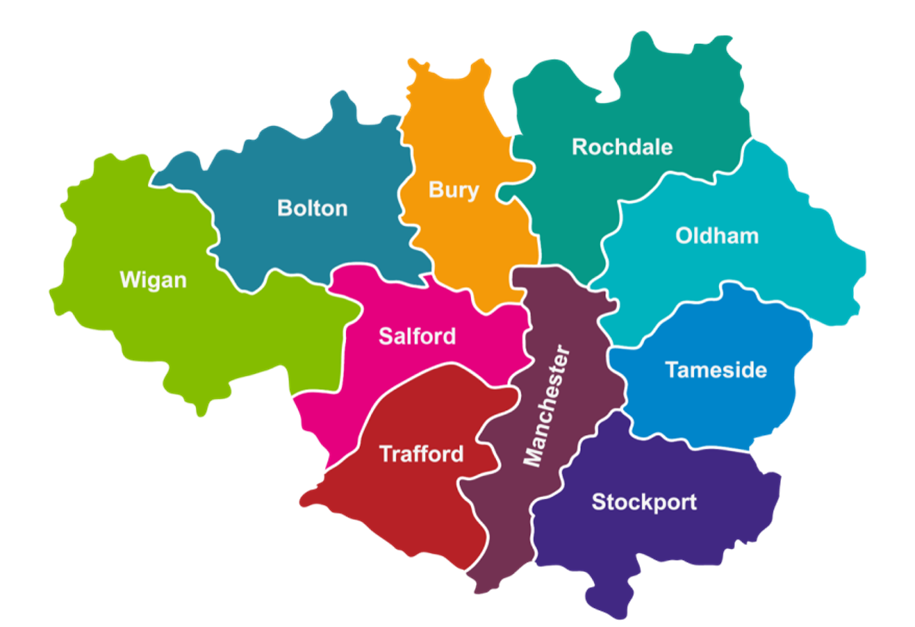 Rochdale
Bury
Bolton
Oldham
Wigan
Salford
Tameside
Manchester
Trafford
Stockport